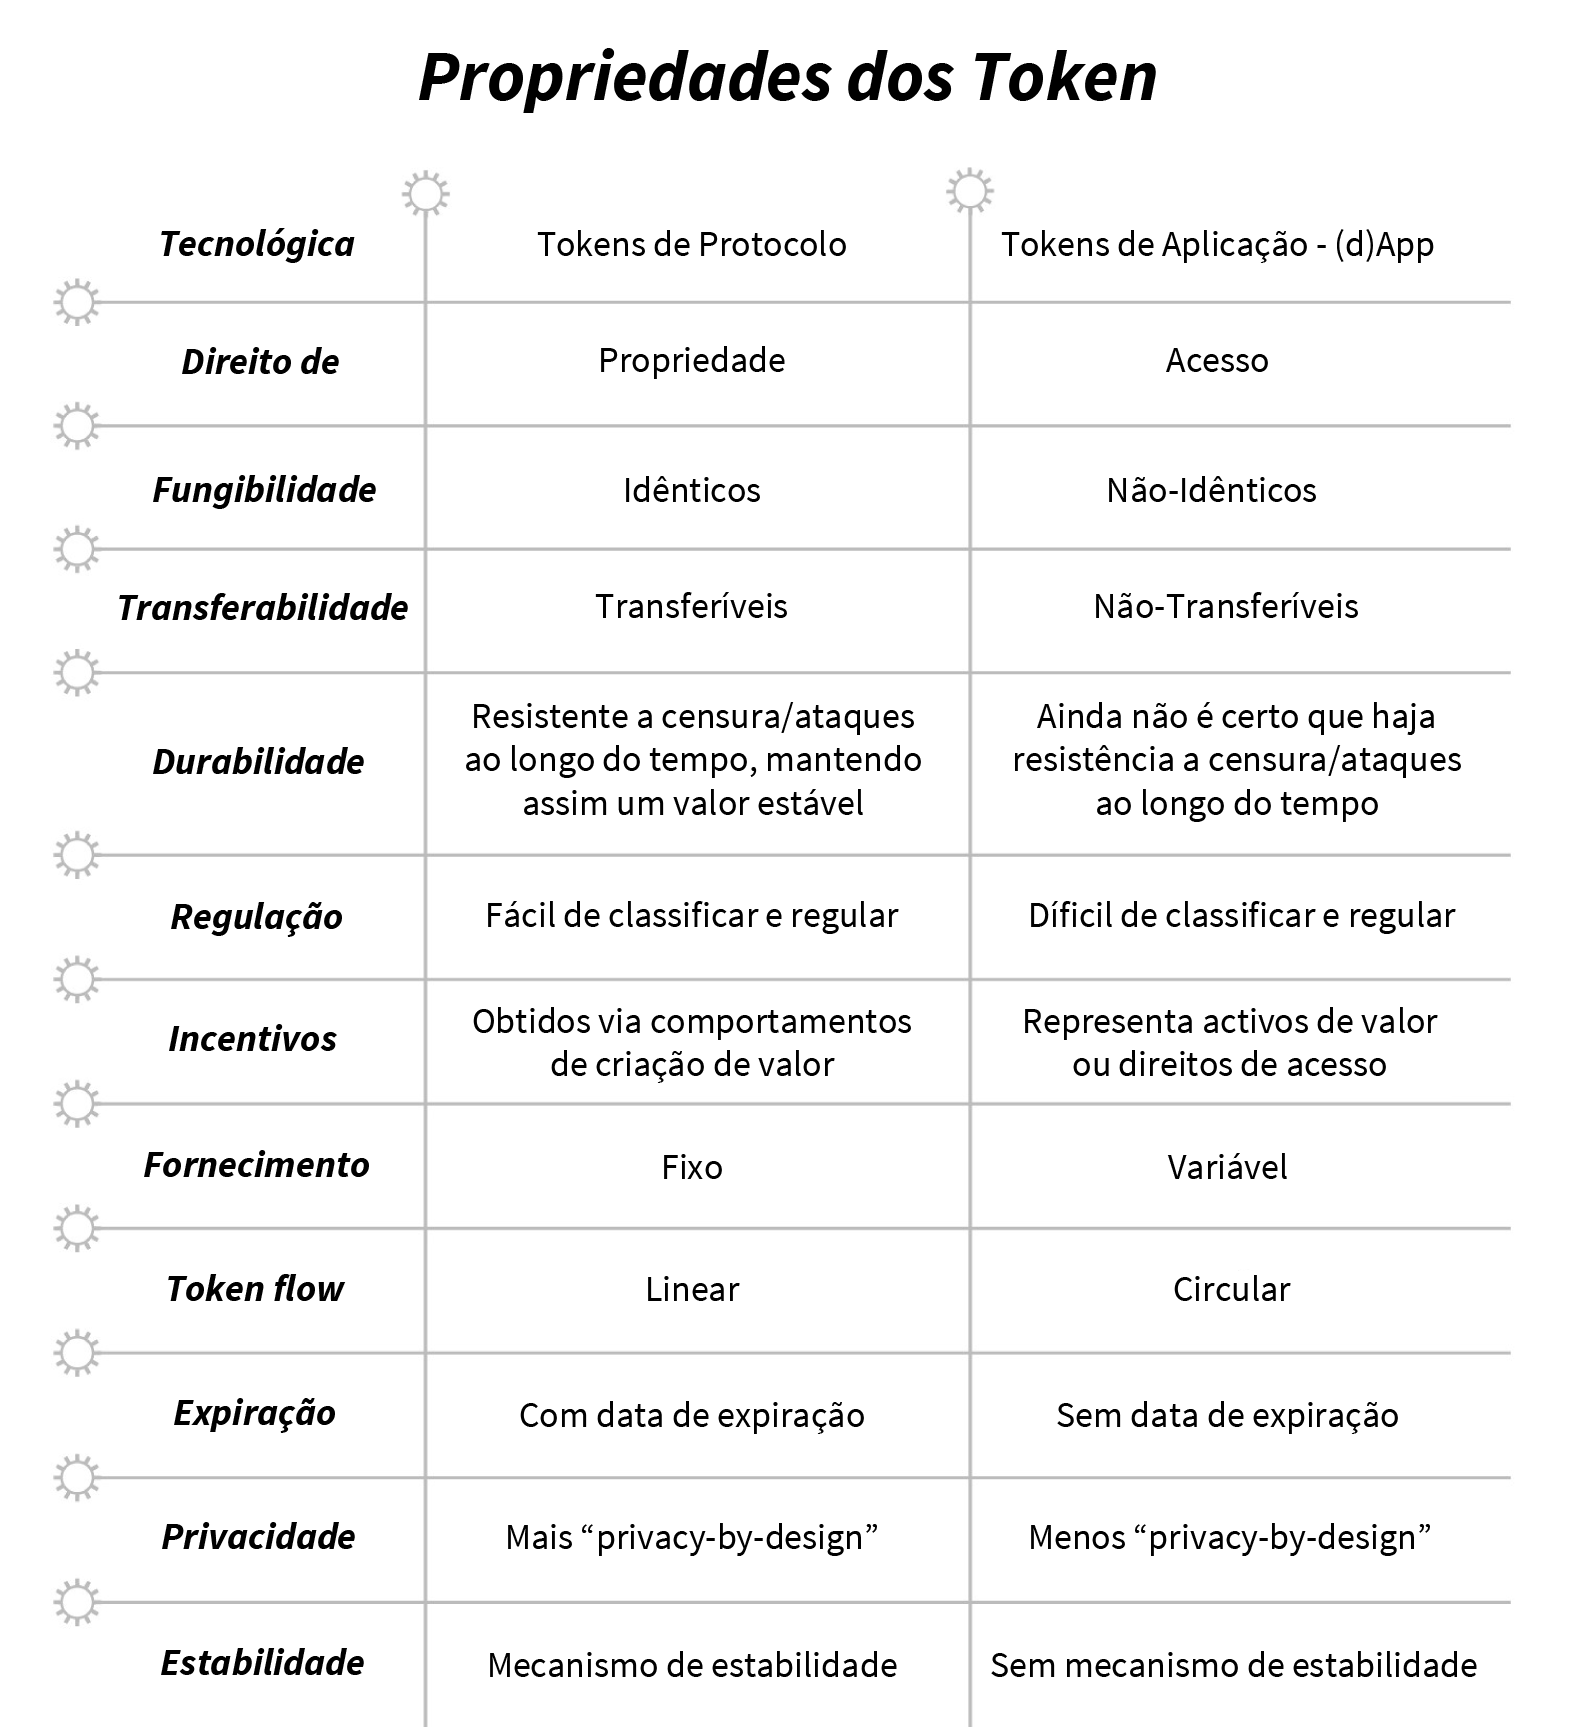 Propriedades dos Token
Tecnológica
Tokens de Protocolo
Tokens de Aplicação - (d)App
Direito de
Propriedade
Acesso
Fungibilidade
Idênticos
Não-Idênticos
Transferabilidade
Transferíveis
Não-Transferíveis
Durabilidade
Resistente a censura/ataques
ao longo do tempo, mantendo
assim um valor estável
Ainda não é certo que haja
resistência a censura/ataques
ao longo do tempo
Regulação
Fácil de classificar e regular
Díficil de classificar e regular
Incentivos
Obtidos via comportamentos
de criação de valor
Representa activos de valor
ou direitos de acesso
Fornecimento
Fixo
Variável
Token flow
Linear
Circular
Expiração
Com data de expiração
Sem data de expiração
Privacidade
Mais “privacy-by-design”
Menos “privacy-by-design”
Estabilidade
Mecanismo de estabilidade
Sem mecanismo de estabilidade